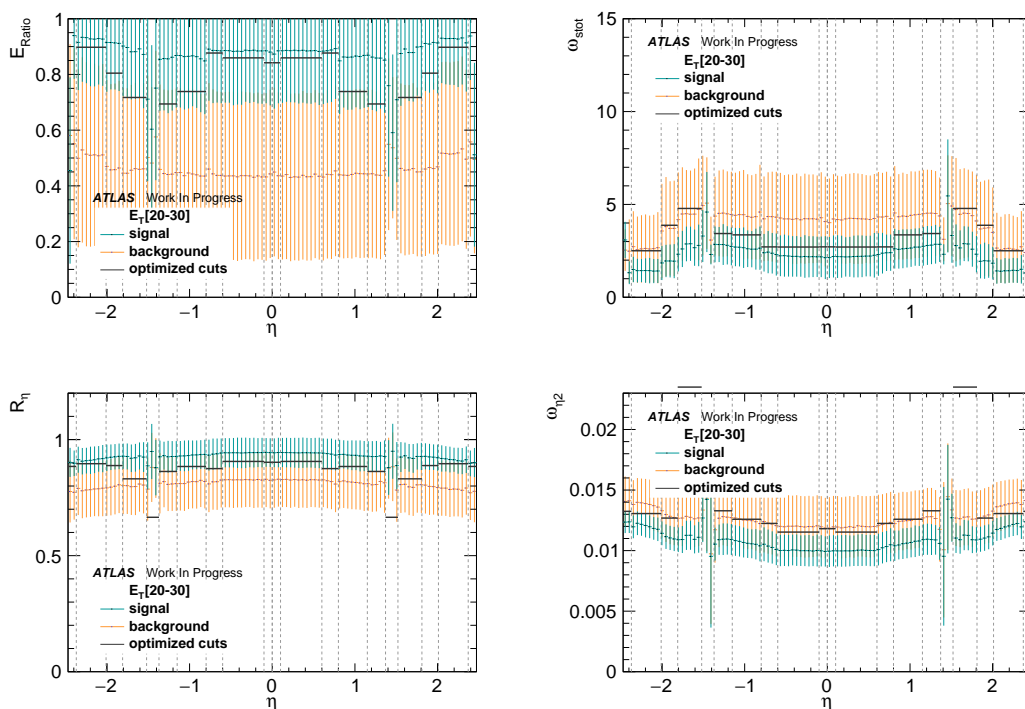 E_Ratio
1
0.8
0.6
0.4
0.2
0
ATLAS Work In Progress
E_T[20-30]
signal
background
optimized cuts
−2 −1 0 1 2
η
ω_stot
15
10
5
0
ATLAS Work In Progress
E_T[20-30]
signal
background
optimized cuts
−2 −1 0 1 2
η
R_η
1
0.5
0
ATLAS Work In Progress
E_T[20-30]
signal
background
optimized cuts
−2 −1 0 1 2
η
ω_η2
0.02
0.015
0.01
0.005
0
ATLAS Work In Progress
E_T[20-30]
signal
background
optimized cuts
−2 −1 0 1 2
η